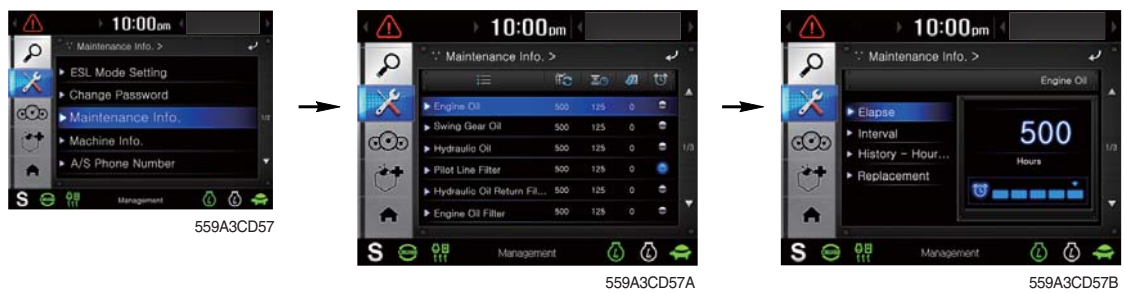 10:00pm
Maintenance Info. >
ESL Mode Setting
Change Password
Maintenance Info.
1/3
Machine Info.
A/S Phone Number
S
Management
559A3CD57
10:00pm
Maintenance Info. >
Engine Oil 500 125 0
Swing Gear Oil 500 125 0
Hydraulic Oil 500 125 0
1/3
Pilot Line Filter 500 125 0
Hydraulic Oil Return Fil... 500 125 0
Engine Oil Filter 500 125 0
S
Management
559A3CD57A
10:00pm
Maintenance Info. >
Engine Oil
Elapse
Interval
History - Hour...
Replacement
500
Hours
1/3
S
Management
559A3CD57B